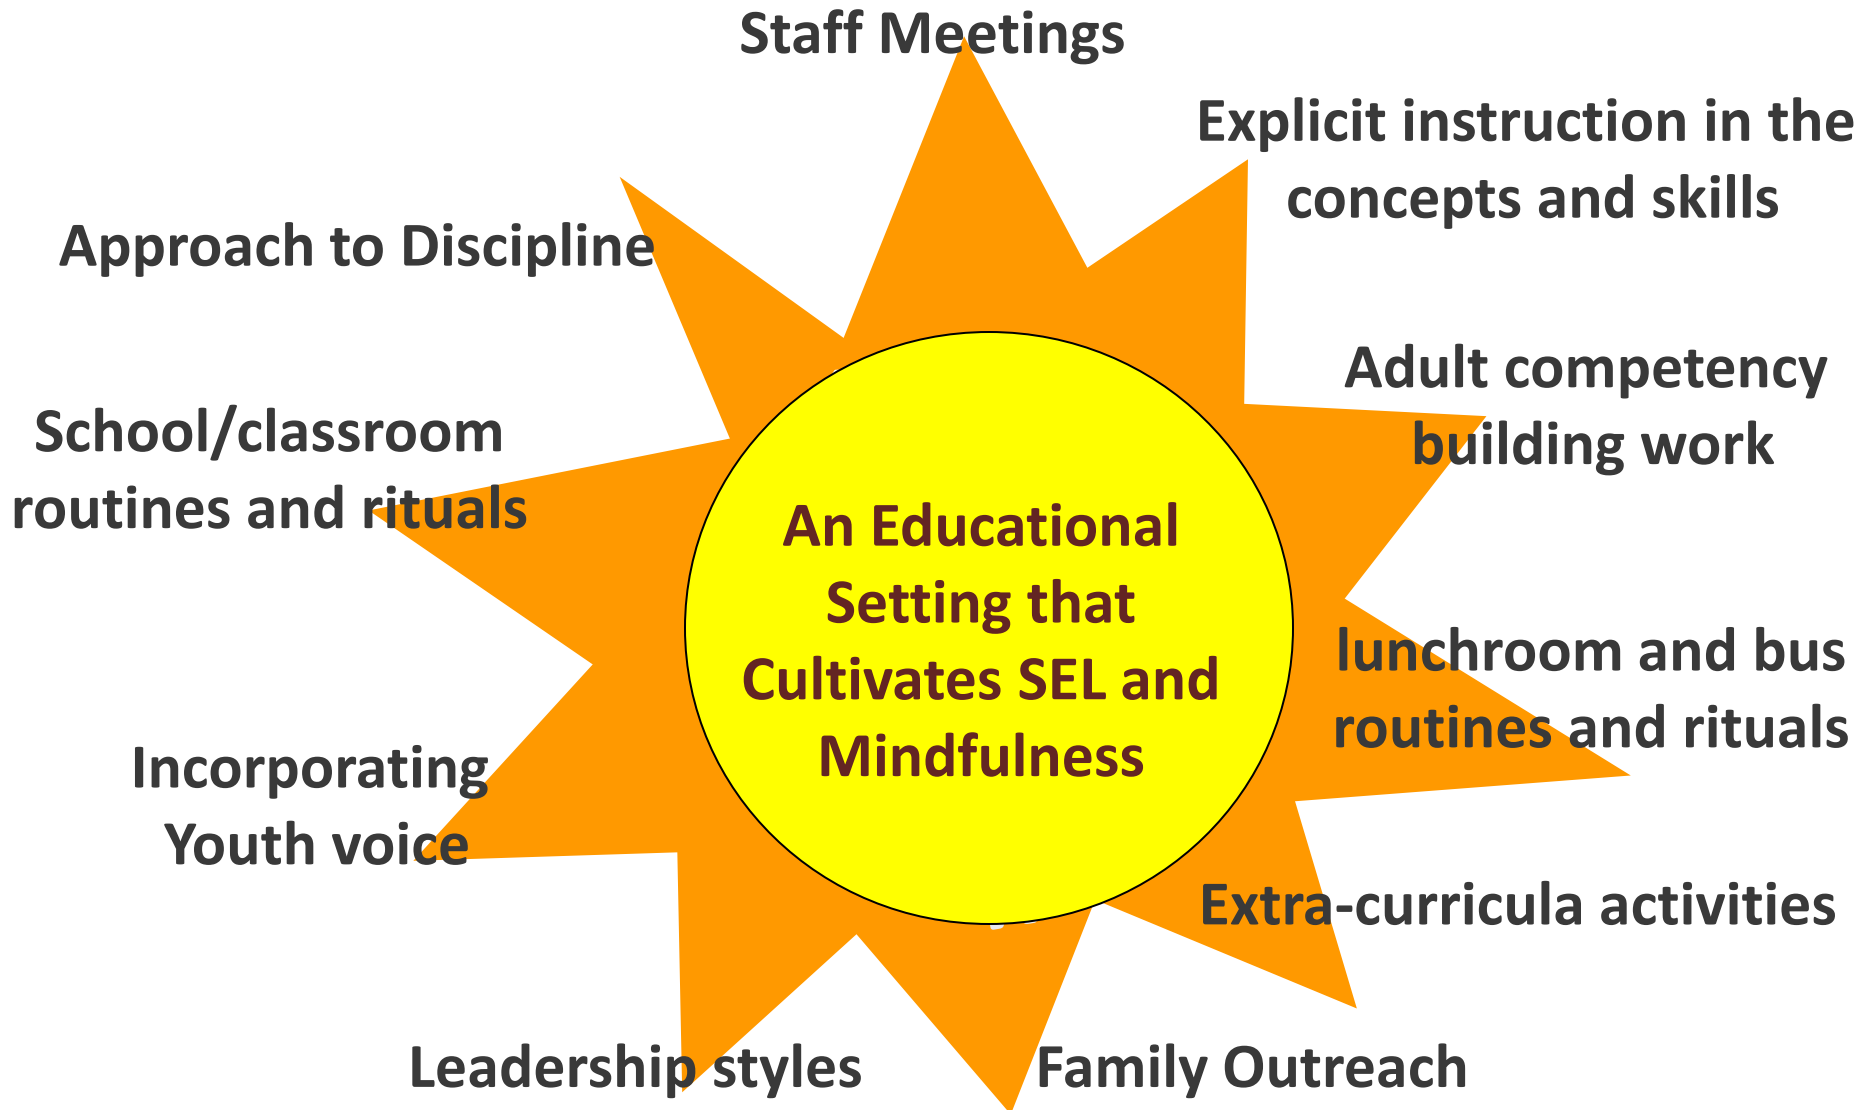 Staff Meetings
Explicit instruction in the
concepts and skills
Approach to Discipline
Adult competency
building work
School/classroom
routines and rituals
An Educational
Setting that
Cultivates SEL and
Mindfulness
lunchroom and bus
routines and rituals
Incorporating
Youth voice
Extra-curricula activities
Leadership styles
Family Outreach